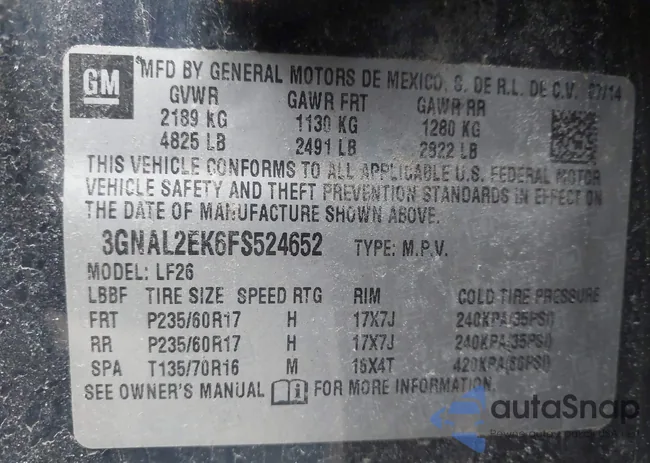 GM
*MFD BY GENERAL MOTORS DE MEXICO, S. DE R.L. DE C.V. 07/14
GVWR GAWR FRT GAWR RR
2189 KG 1130 KG 1280 KG
4825 LB 2491 LB 2822 LB
THIS VEHICLE CONFORMS TO ALL APPLICABLE U.S. FEDERAL MOTOR
VEHICLE SAFETY AND THEFT PREVENTION STANDARDS IN EFFECT ON
THE DATE OF MANUFACTURE SHOWN ABOVE.
3GNAL2EK6FS524652 TYPE: M.P.V.
MODEL: LF26
LBBF TIRE SIZE SPEED RTG RIM COLD TIRE PRESSURE
FRT P235/60R17 H 17X7J 240KPA(35PSI)
RR P235/60R17 H 17X7J 240KPA(35PSI)
SPA T135/70R16 M 16X4T 420KPA(60PSI)
SEE OWNER'S MANUAL FOR MORE INFORMATION.
autaSnap